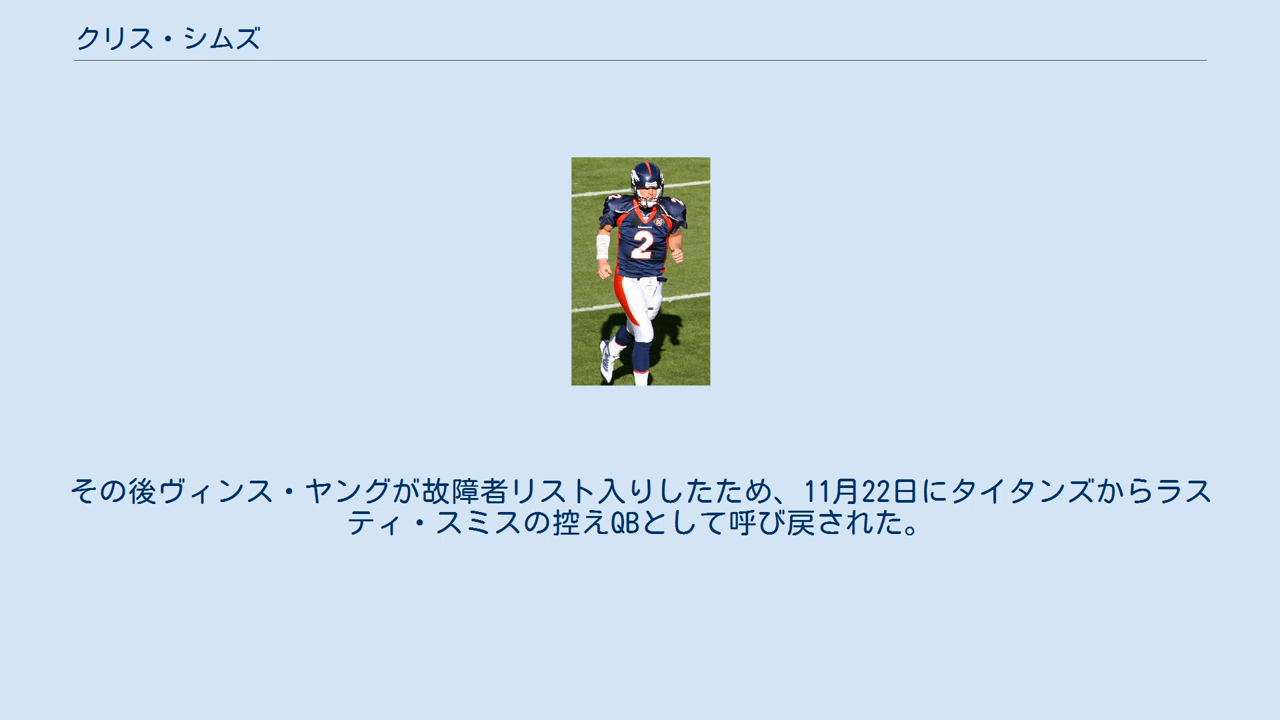 クリス・シムズ
2
その後ヴィンス・ヤングが故障者リスト入りしたため、11月22日にタイタンズからラス
ティ・スミスの控えQBとして呼び戻された。